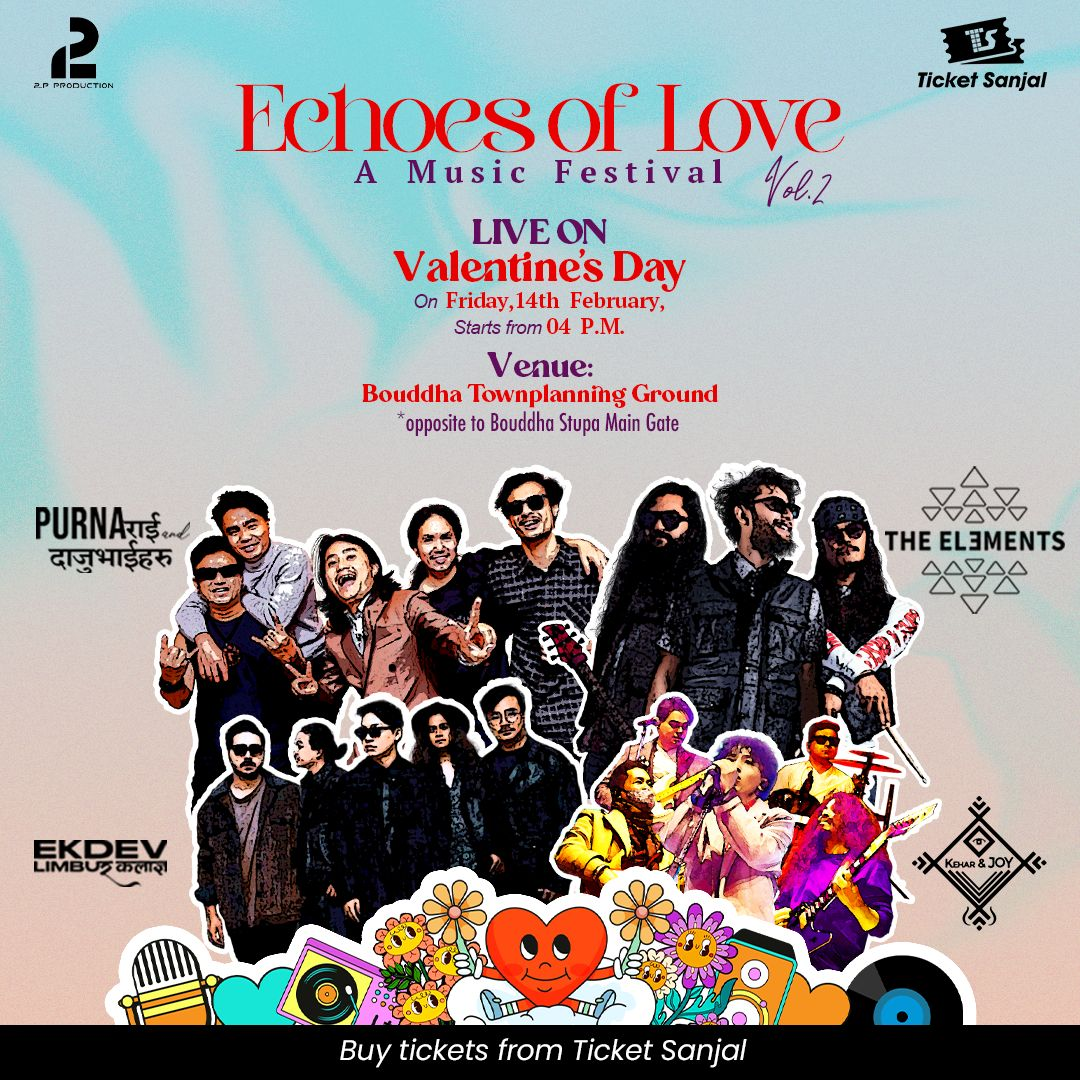 2.P PRODUCTION
TS
Ticket Sanjal
Echoes of Love
A Music Festival
Vol.2
LIVE ON
Valentine's Day
On Friday,14th February,
Starts from 04 P.M.
Venue:
Bouddha Townplanning Ground
*opposite to Bouddha Stupa Main Gate
PURNA राई and
दाजुभाईहरु
THE ELƎMENTS
EKDEV
LIMBU र कलाज्ञ
KEHAR & JOY
Buy tickets from Ticket Sanjal